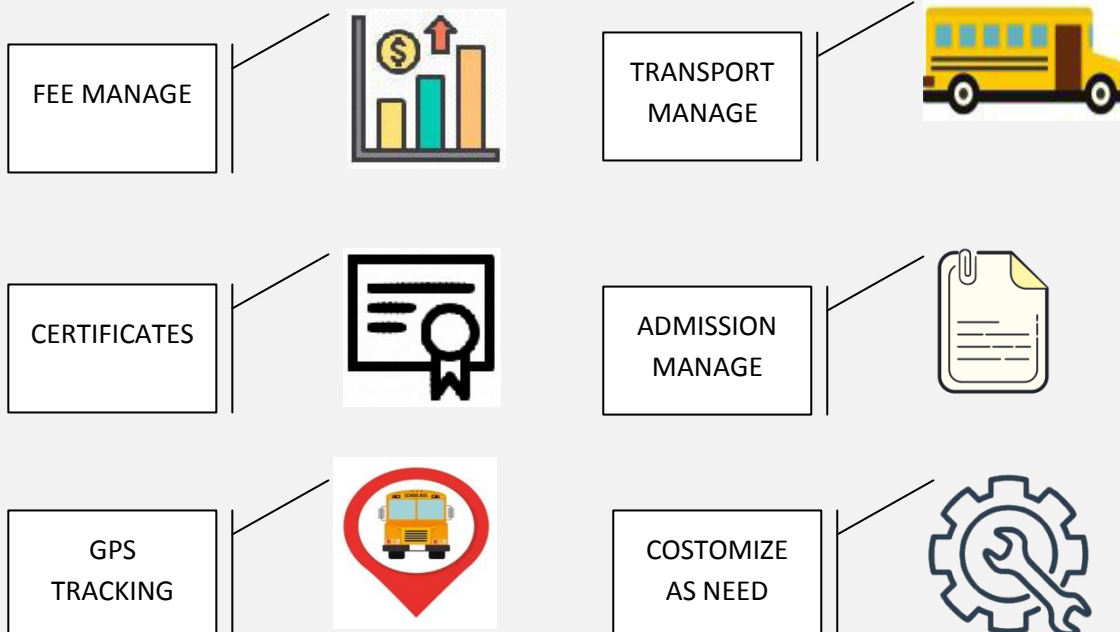 FEE MANAGE
TRANSPORT
MANAGE
CERTIFICATES
ADMISSION
MANAGE
GPS
TRACKING
COSTOMIZE
AS NEED